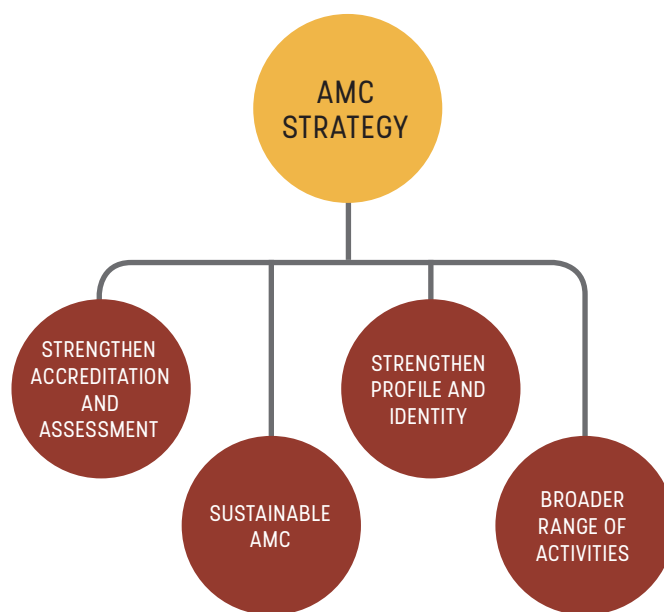 AMC
STRATEGY
STRENGTHEN
ACCREDITATION
AND
ASSESSMENT
SUSTAINABLE
AMC
STRENGTHEN
PROFILE AND
IDENTITY
BROADER
RANGE OF
ACTIVITIES